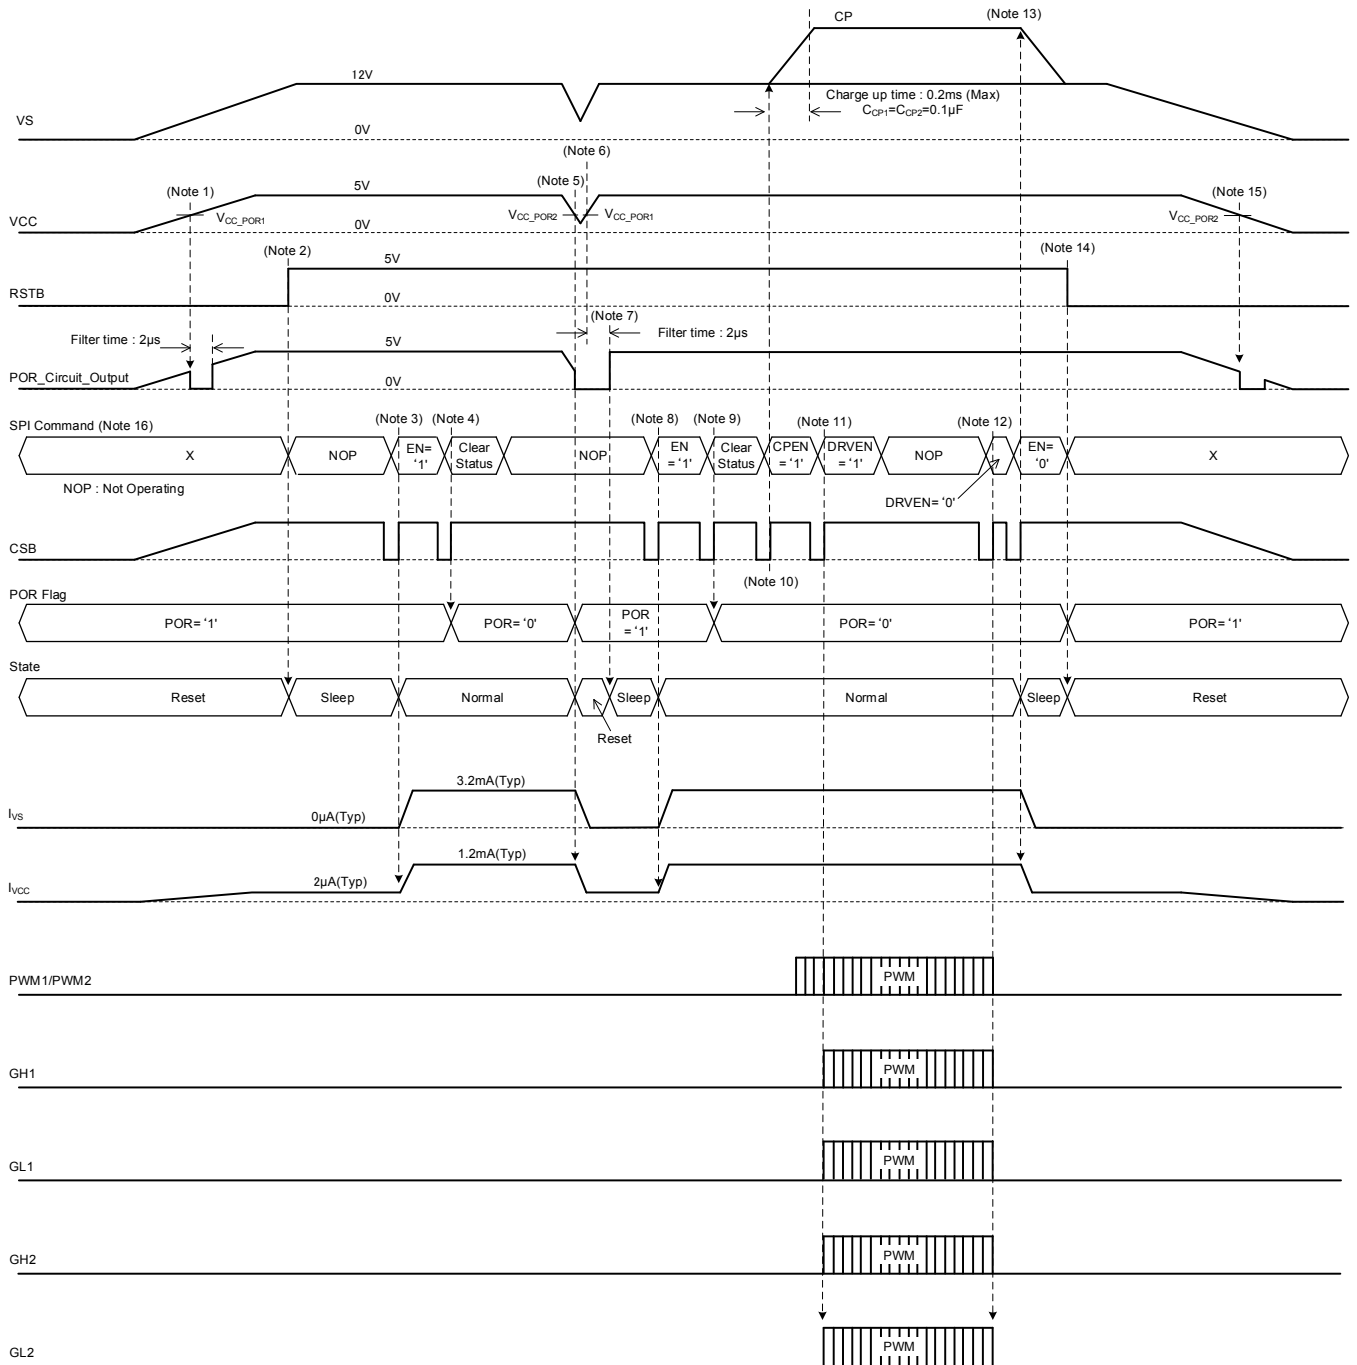 CP
(Note 13)
12V
Charge up time : 0.2ms (Max)
CCP1=CCP2=0.1µF
VS
0V
(Note 6)
(Note 1)
5V
(Note 5)
(Note 15)
VCC
VCC_POR1
VCC_POR2
VCC_POR1
VCC_POR2
0V
(Note 2)
5V
(Note 14)
RSTB
0V
(Note 7)
Filter time : 2µs
5V
Filter time : 2µs
POR_Circuit_Output
0V
SPI Command (Note 16)
(Note 3)
(Note 4)
(Note 8)
(Note 9)
(Note 11)
(Note 12)
X
NOP
EN=
'1'
Clear
Status
NOP
EN
= '1'
Clear
Status
CPEN
= '1'
DRVEN
= '1'
NOP
EN=
'0'
X
NOP : Not Operating
DRVEN= '0'
CSB
(Note 10)
POR Flag
POR= '1'
POR= '0'
POR
= '1'
POR= '0'
POR= '1'
State
Reset
Sleep
Normal
Sleep
Normal
Sleep
Reset
Reset
3.2mA(Typ)
IVS
0µA(Typ)
1.2mA(Typ)
IVCC
2µA(Typ)
PWM1/PWM2
PWM
GH1
PWM
GL1
PWM
GH2
PWM
GL2
PWM